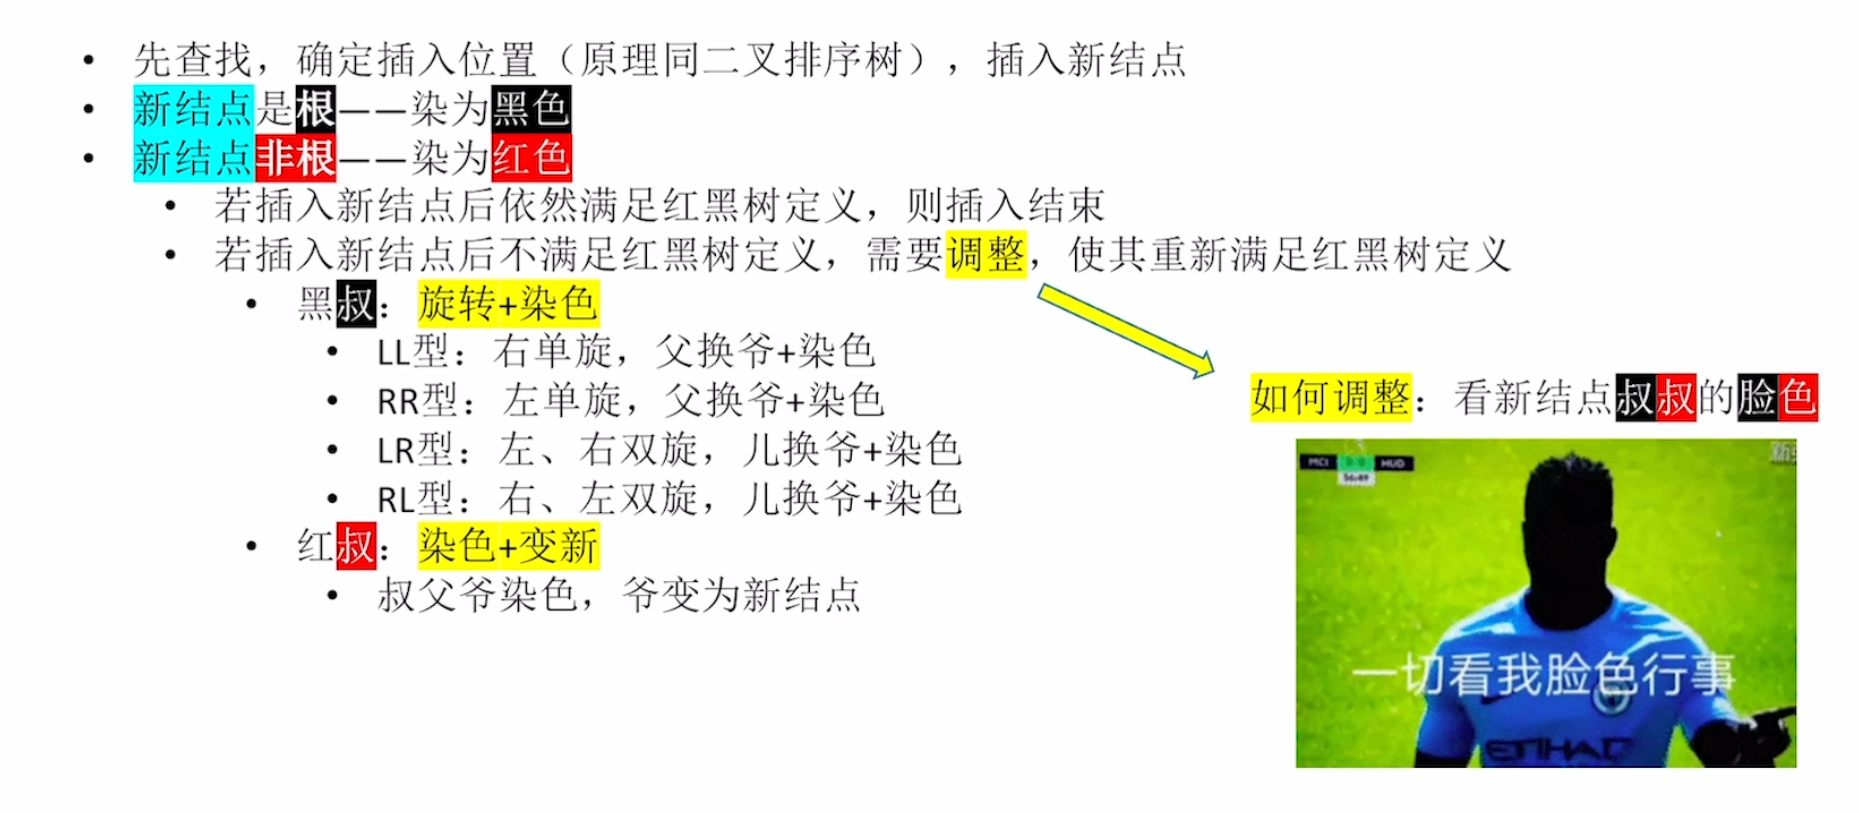 • 先查找，确定插入位置（原理同二叉排序树），插入新结点
• 新结点是根——染为黑色
• 新结点非根——染为红色
• 若插入新结点后依然满足红黑树定义，则插入结束
• 若插入新结点后不满足红黑树定义，需要调整，使其重新满足红黑树定义
• 黑叔：旋转+染色
• LL型：右单旋，父换爷+染色
• RR型：左单旋，父换爷+染色
• LR型：左、右双旋，儿换爷+染色
• RL型：右、左双旋，儿换爷+染色
• 红叔：染色+变新
• 叔父爷染色，爷变为新结点
如何调整：看新结点叔叔的脸色
MCI 0-0 HUD
56:49
一切看我脸色行事
ETIHAD